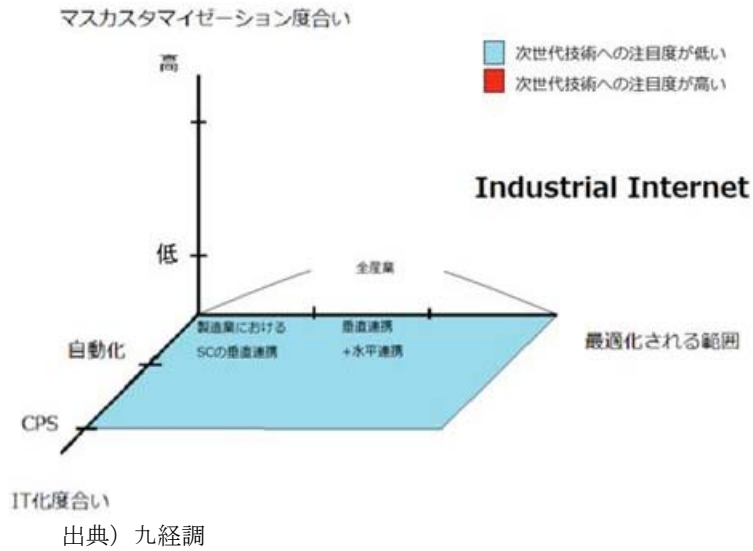 マスカスタマイゼーション度合い
高
次世代技術への注目度が低い
次世代技術への注目度が高い
Industrial Internet
低
全産業
製造業における
SCの垂直連携
垂直連携
+水平連携
自動化
最適化される範囲
CPS
IT化度合い
出典）九経調